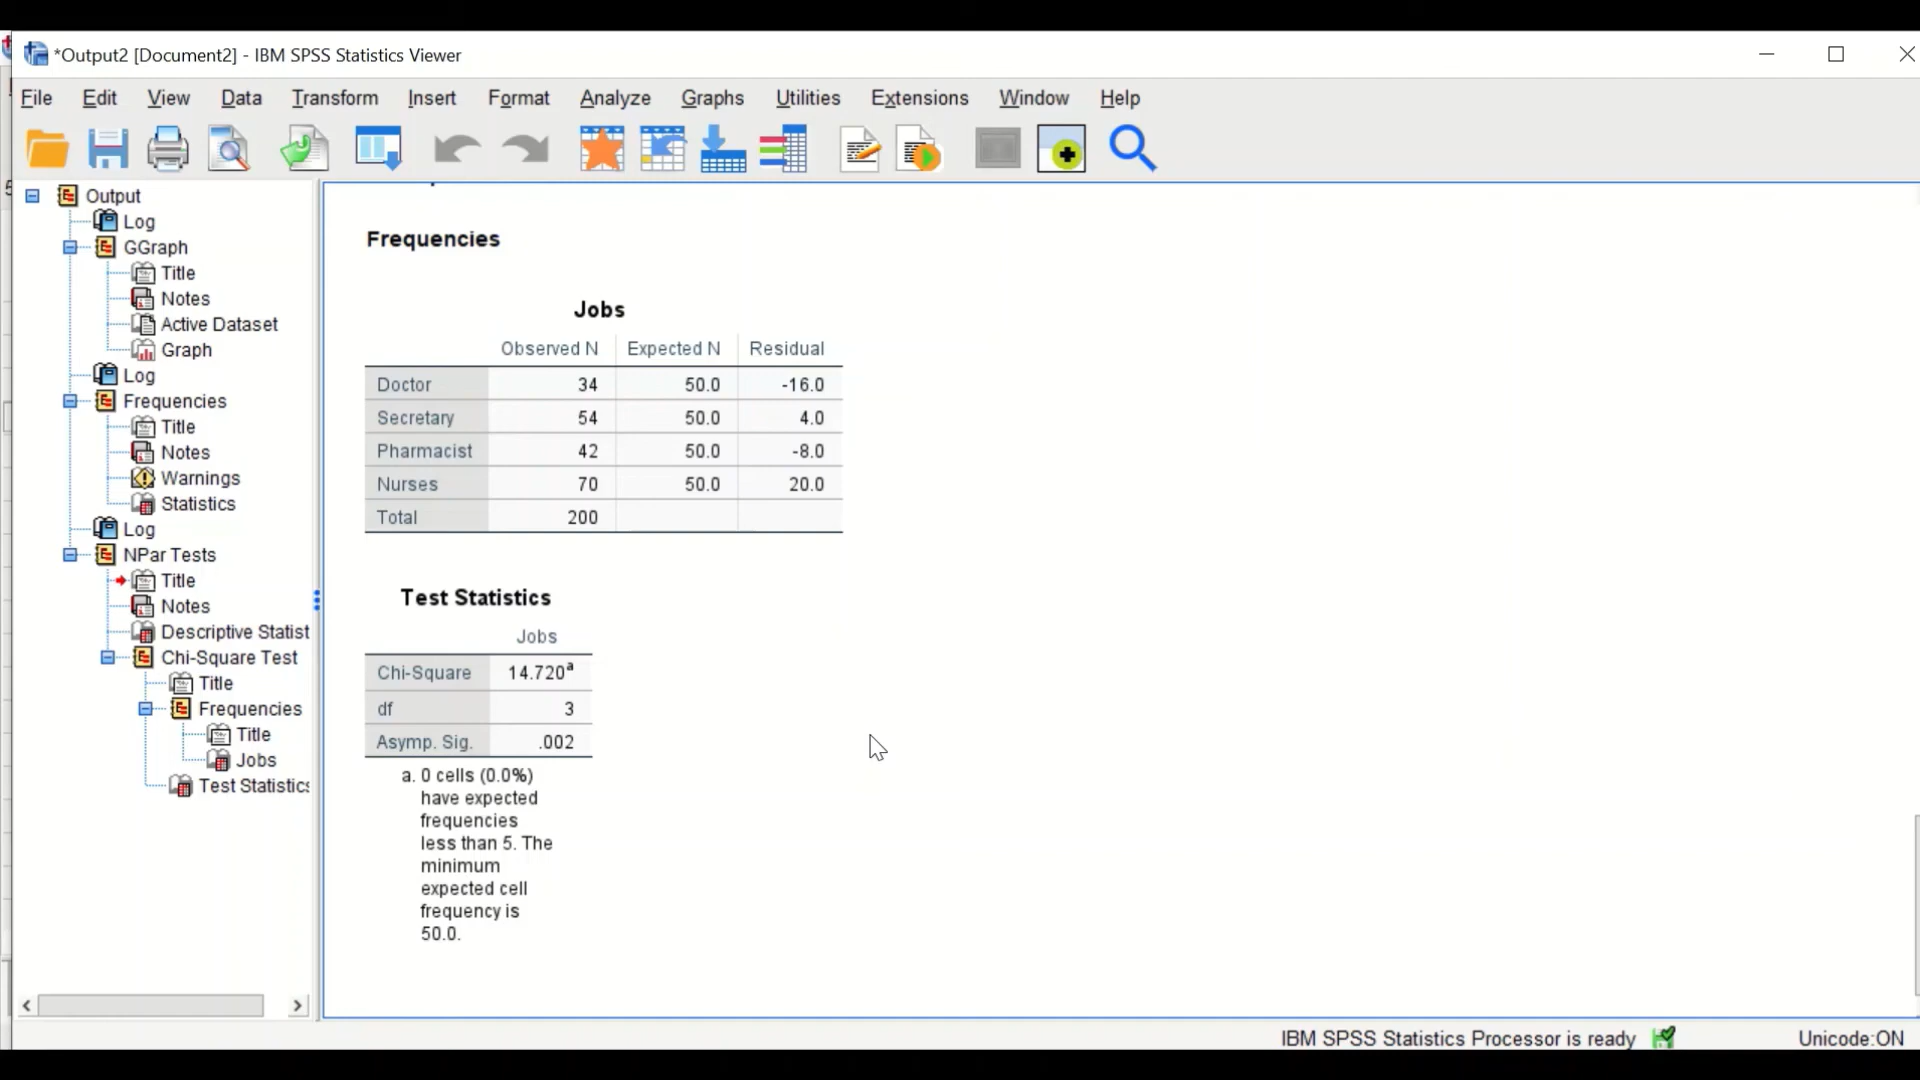 *Output2 [Document2] - IBM SPSS Statistics Viewer
File Edit View Data Transform Insert Format Analyze Graphs Utilities Extensions Window Help
Output
Log
GGraph
Title
Notes
Active Dataset
Graph
Log
Frequencies
Title
Notes
Warnings
Statistics
Log
NPar Tests
Title
Notes
Descriptive Statist
Chi-Square Test
Title
Frequencies
Title
Jobs
Test Statistics
Frequencies
Jobs
Observed N Expected N Residual
Doctor 34 50.0 -16.0
Secretary 54 50.0 4.0
Pharmacist 42 50.0 -8.0
Nurses 70 50.0 20.0
Total 200
Test Statistics
Jobs
Chi-Square 14.720a
df 3
Asymp. Sig. .002
a. 0 cells (0.0%)
have expected
frequencies
less than 5. The
minimum
expected cell
frequency is
50.0.
IBM SPSS Statistics Processor is ready Unicode:ON